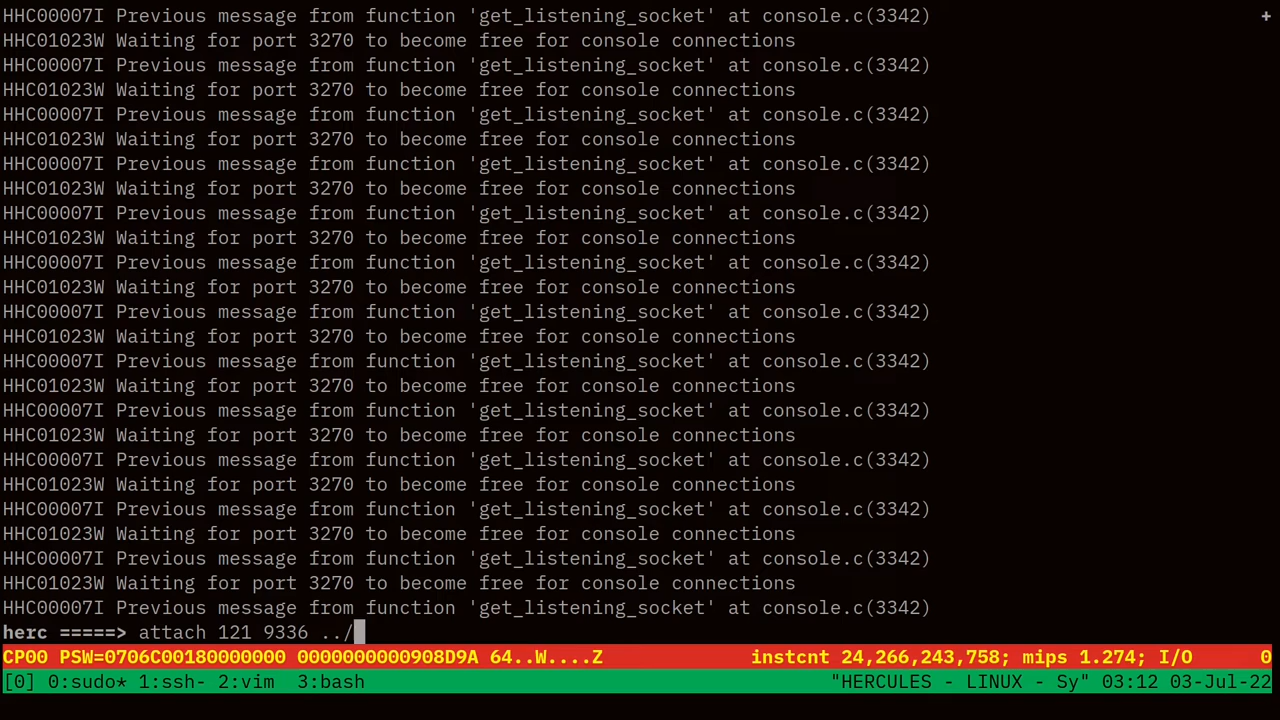 HHC00007I Previous message from function 'get_listening_socket' at console.c(3342) +
HHC01023W Waiting for port 3270 to become free for console connections
HHC00007I Previous message from function 'get_listening_socket' at console.c(3342)
HHC01023W Waiting for port 3270 to become free for console connections
HHC00007I Previous message from function 'get_listening_socket' at console.c(3342)
HHC01023W Waiting for port 3270 to become free for console connections
HHC00007I Previous message from function 'get_listening_socket' at console.c(3342)
HHC01023W Waiting for port 3270 to become free for console connections
HHC00007I Previous message from function 'get_listening_socket' at console.c(3342)
HHC01023W Waiting for port 3270 to become free for console connections
HHC00007I Previous message from function 'get_listening_socket' at console.c(3342)
HHC01023W Waiting for port 3270 to become free for console connections
HHC00007I Previous message from function 'get_listening_socket' at console.c(3342)
HHC01023W Waiting for port 3270 to become free for console connections
HHC00007I Previous message from function 'get_listening_socket' at console.c(3342)
HHC01023W Waiting for port 3270 to become free for console connections
HHC00007I Previous message from function 'get_listening_socket' at console.c(3342)
HHC01023W Waiting for port 3270 to become free for console connections
HHC00007I Previous message from function 'get_listening_socket' at console.c(3342)
HHC01023W Waiting for port 3270 to become free for console connections
HHC00007I Previous message from function 'get_listening_socket' at console.c(3342)
HHC01023W Waiting for port 3270 to become free for console connections
HHC00007I Previous message from function 'get_listening_socket' at console.c(3342)
HHC01023W Waiting for port 3270 to become free for console connections
HHC00007I Previous message from function 'get_listening_socket' at console.c(3342)
herc =====> attach 121 9336 ../
CP00 PSW=0706C00180000000 0000000000908D9A 64..W....Z instcnt 24,266,243,758; mips 1.274; I/O 0
[0] 0:sudo* 1:ssh- 2:vim 3:bash "HERCULES - LINUX - Sy" 03:12 03-Jul-22